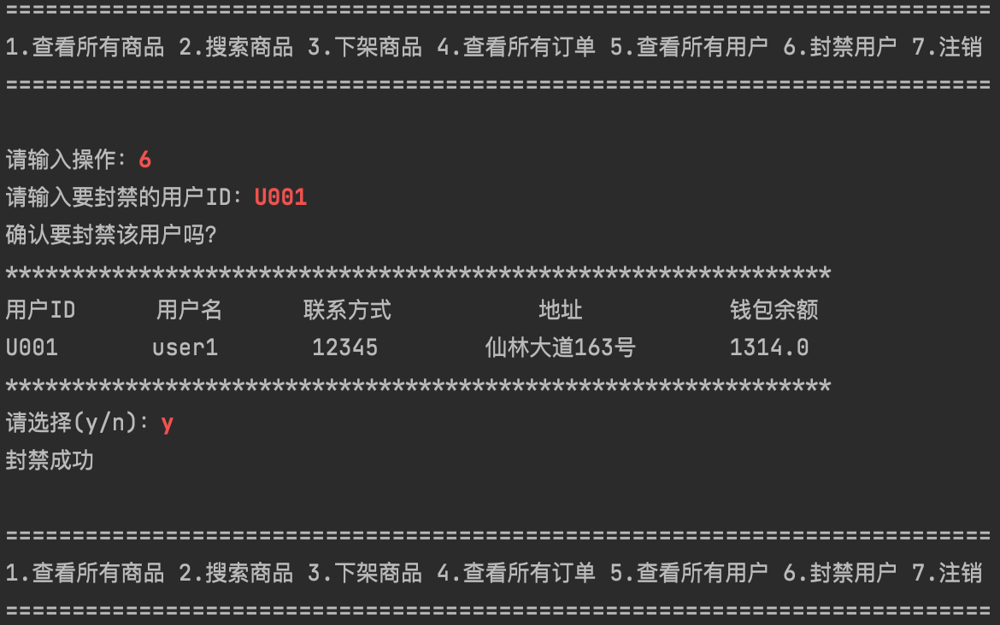 ==========================================================================
1.查看所有商品 2.搜索商品 3.下架商品 4.查看所有订单 5.查看所有用户 6.封禁用户 7.注销
==========================================================================
请输入操作：6
请输入要封禁的用户ID：U001
确认要封禁该用户吗?
**************************************************************
用户ID 用户名 联系方式 地址 钱包余额
U001 user1 12345 仙林大道163号 1314.0
**************************************************************
请选择(y/n)：y
封禁成功
==========================================================================
1.查看所有商品 2.搜索商品 3.下架商品 4.查看所有订单 5.查看所有用户 6.封禁用户 7.注销
==========================================================================